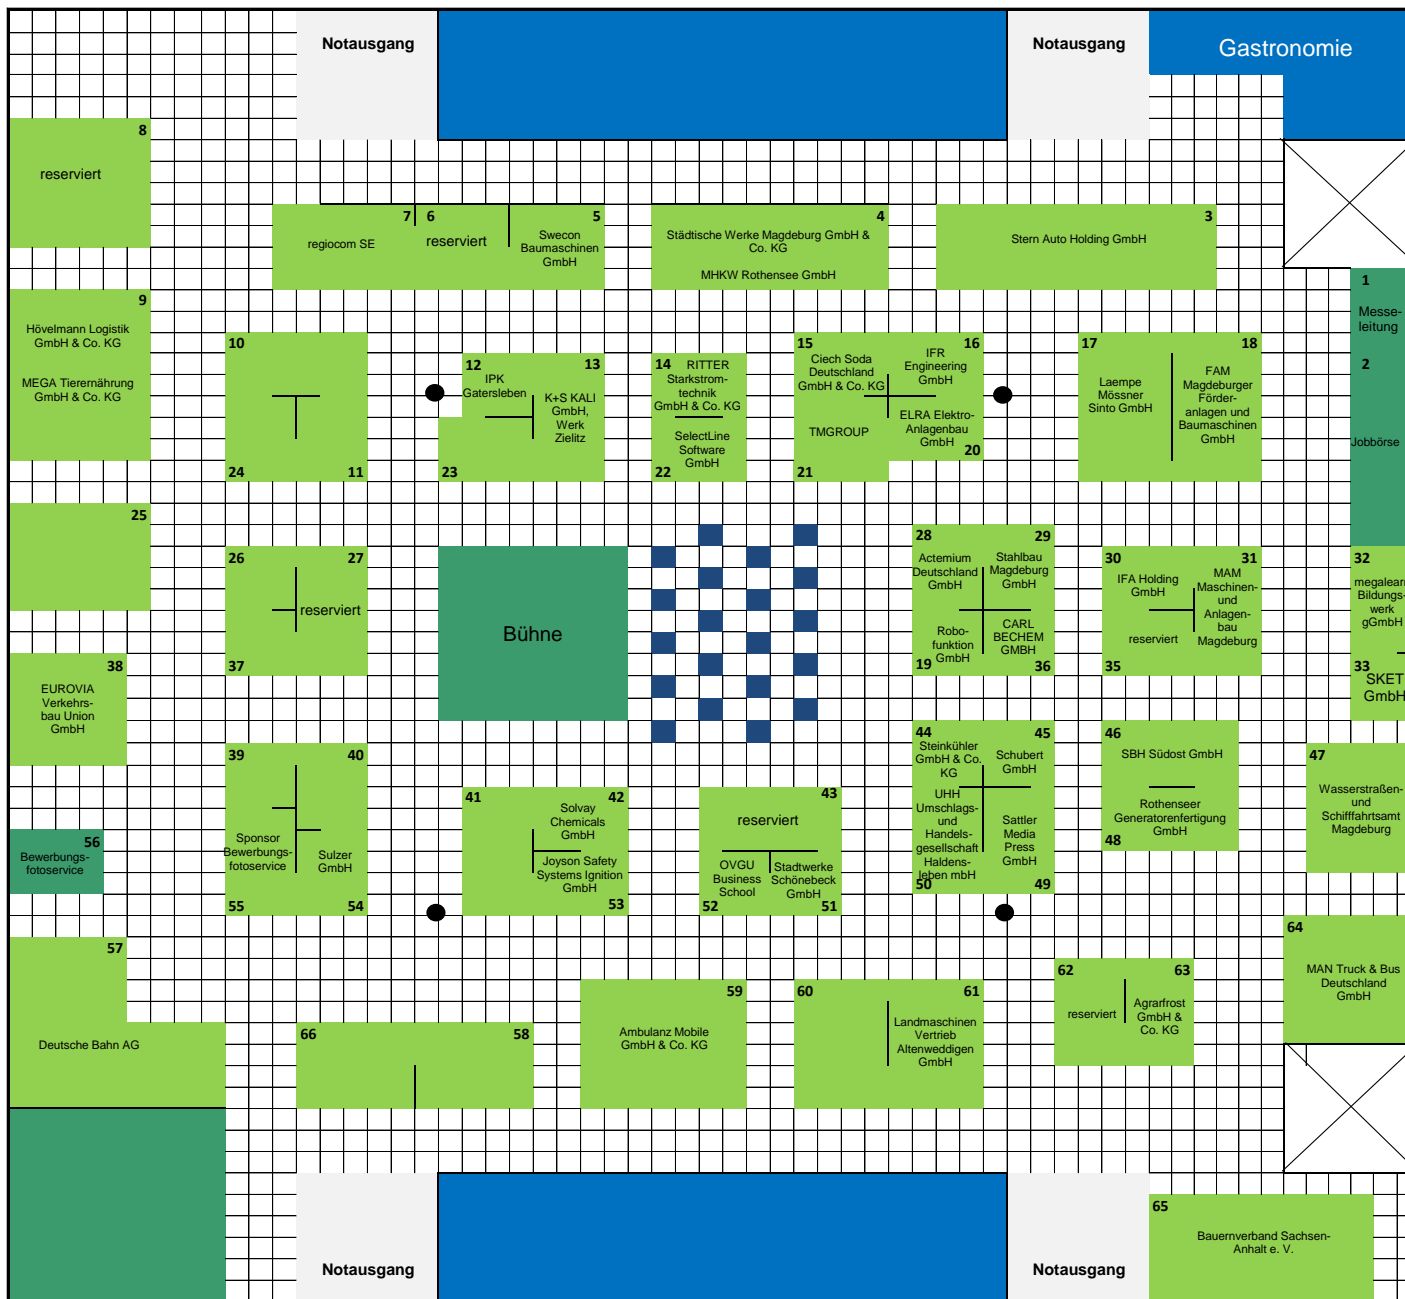 Notausgang
Notausgang
Gastronomie
8
reserviert
7
regiocom SE
6
reserviert
5
Swecon
Baumaschinen
GmbH
4
Städtische Werke Magdeburg GmbH &
Co. KG
MHKW Rothensee GmbH
3
Stern Auto Holding GmbH
1
Messe-
leitung
2
Jobbörse
9
Hövelmann Logistik
GmbH & Co. KG
MEGA Tierernährung
GmbH & Co. KG
10
24
11
12
IPK
Gatersleben
13
K+S KALI
GmbH,
Werk
Zielitz
23
14
RITTER
Starkstrom-
technik
GmbH & Co. KG
SelectLine
Software
GmbH
22
15
Ciech Soda
Deutschland
GmbH & Co. KG
16
IFR
Engineering
GmbH
TMGROUP
21
ELRA Elektro-
Anlagenbau
GmbH
20
17
Laempe
Mössner
Sinto GmbH
18
FAM
Magdeburger
Förder-
anlagen und
Baumaschinen
GmbH
25
26
27
reserviert
37
Bühne
28
Actemium
Deutschland
GmbH
29
Stahlbau
Magdeburg
GmbH
Robo-
funktion
GmbH
19
CARL
BECHEM
GMBH
36
30
IFA Holding
GmbH
31
MAM
Maschinen-
und
Anlagen-
bau
Magdeburg
reserviert
35
32
megalearn
Bildungs-
werk
gGmbH
33
SKET
GmbH
38
EUROVIA
Verkehrs-
bau Union
GmbH
39
40
Sponsor
Bewerbungs-
fotoservice
55
Sulzer
GmbH
54
41
42
Solvay
Chemicals
GmbH
Joyson Safety
Systems Ignition
GmbH
53
43
reserviert
OVGU
Business
School
52
Stadtwerke
Schönebeck
GmbH
51
44
Steinkühler
GmbH & Co.
KG
45
Schubert
GmbH
UHH
Umschlags-
und
Handels-
gesellschaft
Haldens-
leben mbH
50
Sattler
Media
Press
GmbH
49
46
SBH Südost GmbH
Rothenseer
Generatorenfertigung
GmbH
48
47
Wasserstraßen-
und
Schifffahrtsamt
Magdeburg
56
Bewerbungs-
fotoservice
57
Deutsche Bahn AG
66
58
59
Ambulanz Mobile
GmbH & Co. KG
60
61
Landmaschinen
Vertrieb
Altenweddigen
GmbH
62
reserviert
63
Agrarfrost
GmbH &
Co. KG
64
MAN Truck & Bus
Deutschland
GmbH
65
Bauernverband Sachsen-
Anhalt e. V.
Notausgang
Notausgang